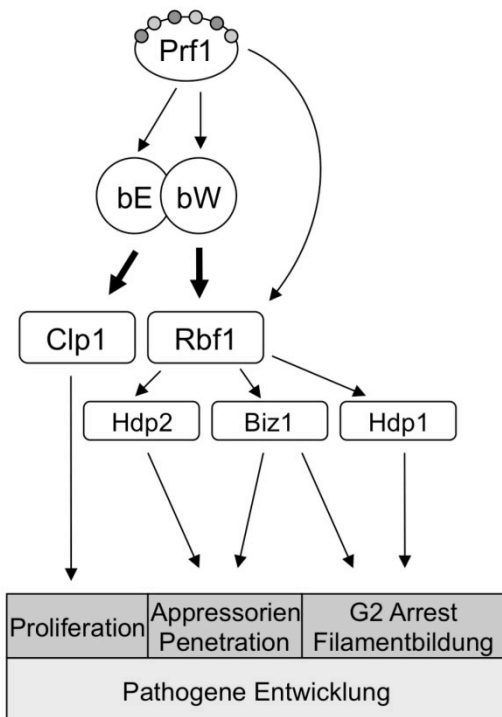 Prf1
bE bW
Clp1 Rbf1
Hdp2 Biz1 Hdp1
Proliferation
Appressorien
Penetration
G2 Arrest
Filamentbildung
Pathogene Entwicklung